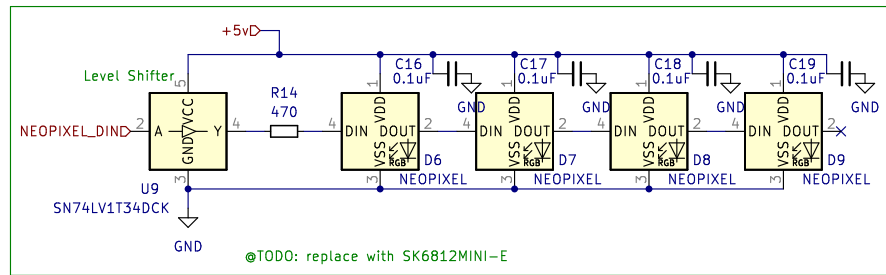 +5v
Level Shifter
C16
0.1uF
C17
0.1uF
C18
0.1uF
C19
0.1uF
GND
GND
GND
GND
NEOPIXEL_DIN
2
5
VCC
A
Y
GND
3
4
U9
SN74LV1T34DCK
GND
R14
470
4
1
VDD
DIN
DOUT
VSS
RGB
3
2
D6
NEOPIXEL
4
1
VDD
DIN
DOUT
VSS
RGB
3
2
D7
NEOPIXEL
4
1
VDD
DIN
DOUT
VSS
RGB
3
2
D8
NEOPIXEL
4
1
VDD
DIN
DOUT
VSS
RGB
3
2
D9
NEOPIXEL
@TODO: replace with SK6812MINI-E